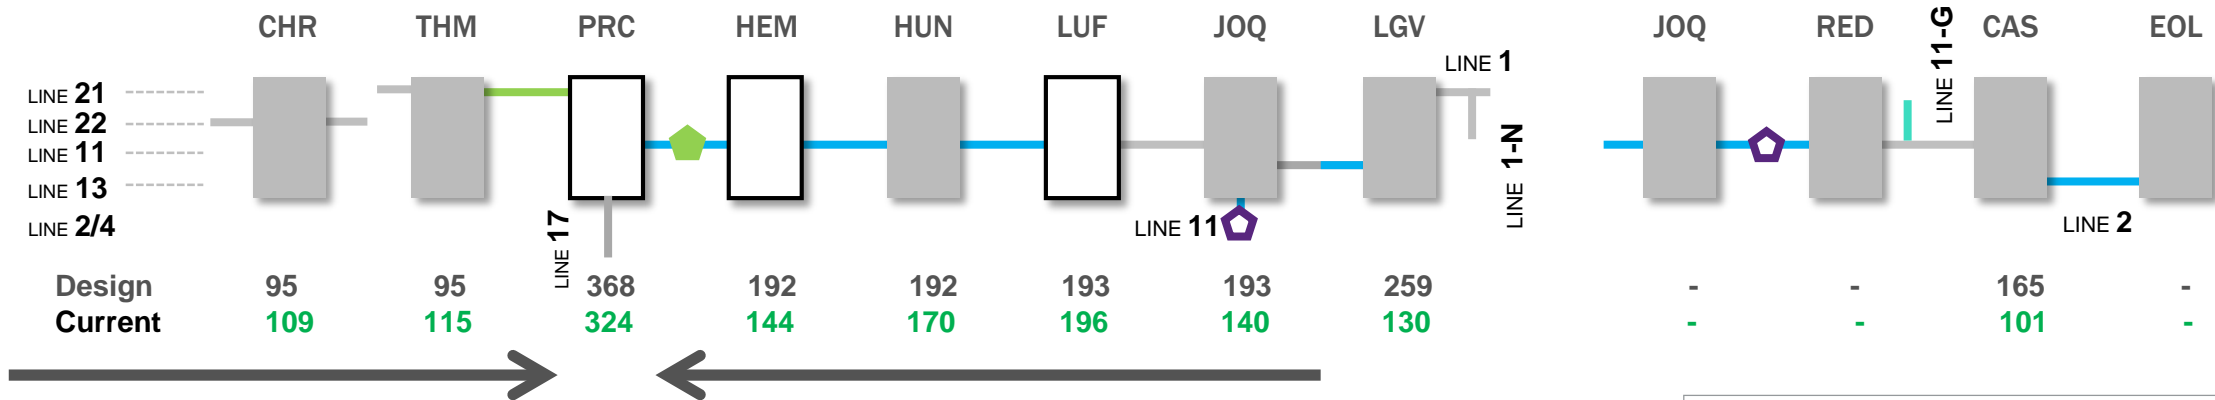 CHR THM PRC HEM HUN LUF JOQ LGV JOQ RED CAS EOL
LINE 1
LINE 11-G
LINE 21
LINE 22
LINE 11
LINE 13
LINE 2/4
LINE 17
LINE 11
LINE 1-N
LINE 2
Design 95 95 368 192 192 193 193 259 - - 165 -
Current 109 115 324 144 170 196 140 130 - - 101 -